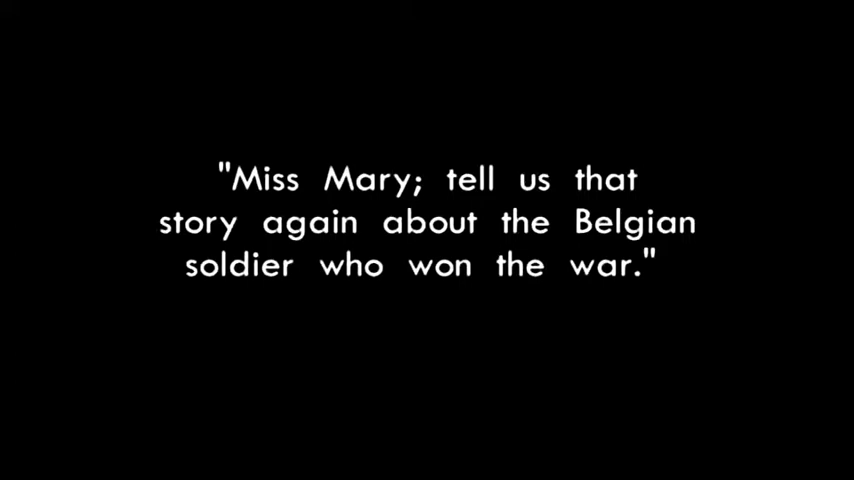 "Miss Mary; tell us that
story again about the Belgian
soldier who won the war."